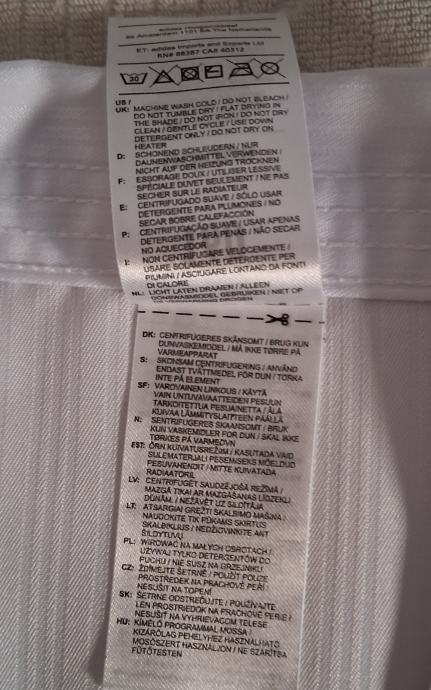 adidas
Amsterdam 1101 BA The Netherlands
ET: adidas Imports and Exports Ltd
RN# 88387 CA# 40312
30
US /
UK: MACHINE WASH COLD / DO NOT BLEACH /
DO NOT TUMBLE DRY / FLAT DRYING IN
THE SHADE / DO NOT IRON / DO NOT DRY
CLEAN / GENTLE CYCLE / USE DOWN
DETERGENT ONLY / DO NOT DRY ON
HEATER
D: SCHONEND SCHLEUDERN / NUR
DAUNENWASCHMITTEL VERWENDEN /
NICHT AUF DER HEIZUNG TROCKNEN
F: ESSORAGE DOUX / UTILISER LESSIVE
SPÉCIALE DUVET SEULEMENT / NE PAS
SECHER SUR LE RADIATEUR
E: CENTRIFUGADO SUAVE / SÓLO USAR
DETERGENTE PARA PLUMONES / NO
SECAR SOBRE CALEFACCIÓN
P: CENTRIFUGAÇÃO SUAVE / USAR APENAS
DETERGENTE PARA PENAS / NÃO SECAR
NO AQUECEDOR
I: NON CENTRIFUGARE VELOCEMENTE /
USARE SOLAMENTE DETERGENTE PER
PIUMINI / ASCIUGARE LONTANO DA FONTI
DI CALORE
NL: LICHT LATEN DRAAIEN / ALLEEN
DONSWASMIDDEL GEBRUIKEN / NIET OP
DK: CENTRIFUGERES SKÅNSOMT / BRUG KUN
DUNVASKEMIDDEL / MÅ IKKE TØRRE PÅ
VARMEAPPARAT
S: SKONSAM CENTRIFUGERING / ANVÄND
ENDAST TVÄTTMEDEL FÖR DUN / TORKA
INTE PÅ ELEMENT
SF: VAROVAINEN LINKOUS / KÄYTÄ
VAIN UNTUVAVAATTEIDEN PESUUN
TARKOITETTUA PESUAINETTA / ÄLÄ
KUIVAA LÄMMITYSLAITTEEN PÄÄLLÄ
N: SENTRIFUGERES SKAANSOMT / BRUK
KUN VASKEMIDLER FOR DUN / SKAL IKKE
TØRKES PÅ VARMEOVN
EST: ÕRN KUIVATUSREŽIIM / KASUTADA VAID
SULEMATERJALI PESEMISEKS MÕELDUD
PESUVAHENDIT / MITTE KUIVATADA
RADIAATORIL
LV: CENTRIFUGĒT SAUDZĒJOŠĀ REŽĪMĀ /
MAZGĀ TIKAI AR MAZGĀŠANAS LĪDZEKLI
DŪNĀM. / NEŽĀVĒT UZ SILDĪTĀJA
LT: ATSARGIAI GRĘŽTI SKALBIMO MAŠINA /
NAUDOKITE TIK PŪKAMS SKIRTUS
SKALBIKLIUS / NEDŽIOVINKITE ANT
ŠILDYTUVŲ
PL: WIROWAĆ NA MAŁYCH OBROTACH /
UŻYWAJ TYLKO DETERGENTÓW DO
PUCHU / NIE SUSZ NA GRZEJNIKU
CZ: ŽDÍMEJTE ŠETRNĚ / POUŽÍT POUZE
PROSTŘEDEK NA PRACHOVÉ PEŘÍ
NESUŠIT NA TOPENÍ
SK: ŠETRNE ODSTREĎUJTE / POUŽÍVAJTE
LEN PROSTRIEDOK NA PRACHOVÉ PERIE /
NESUŠIŤ NA VYHRIEVACOM TELESE
HU: KÍMÉLŐ PROGRAMMAL MOSSA /
KIZÁRÓLAG PEHELYHEZ HASZNÁLHATÓ
MOSÓSZERT HASZNÁLJON / NE SZÁRÍTSA
FŰTŐTESTEN